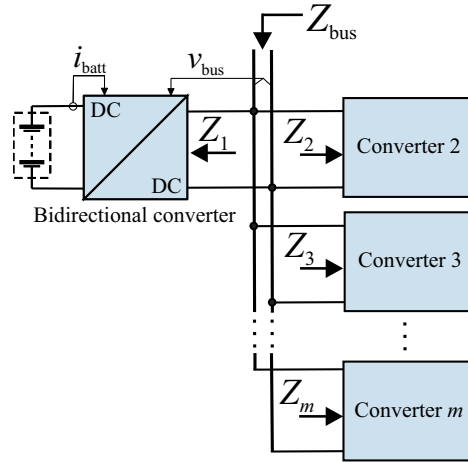 Z_bus
i_batt
v_bus
DC
Z_1
Z_2
Converter 2
DC
Bidirectional converter
Z_3
Converter 3
Z_m
Converter m